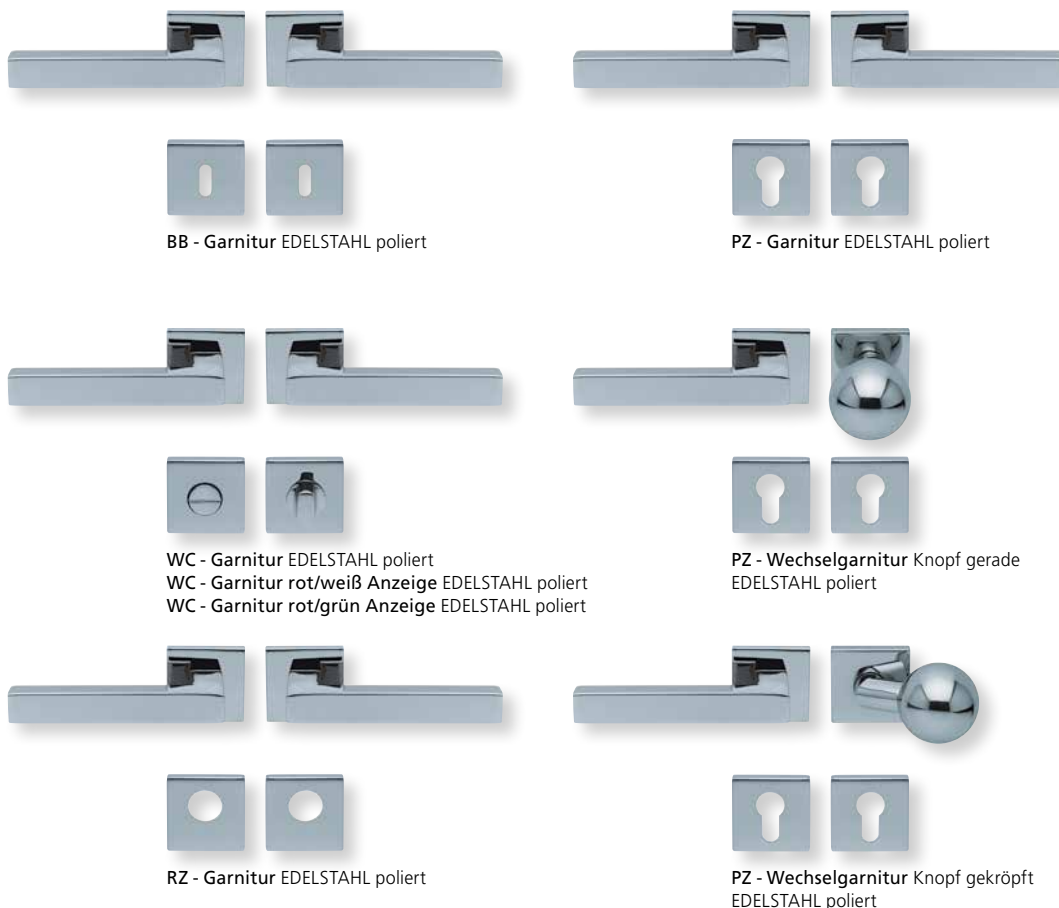 BB - Garnitur EDELSTAHL poliert
PZ - Garnitur EDELSTAHL poliert
WC - Garnitur EDELSTAHL poliert
WC - Garnitur rot/weiß Anzeige EDELSTAHL poliert
WC - Garnitur rot/grün Anzeige EDELSTAHL poliert
PZ - Wechselgarnitur Knopf gerade
EDELSTAHL poliert
RZ - Garnitur EDELSTAHL poliert
PZ - Wechselgarnitur Knopf gekröpft
EDELSTAHL poliert